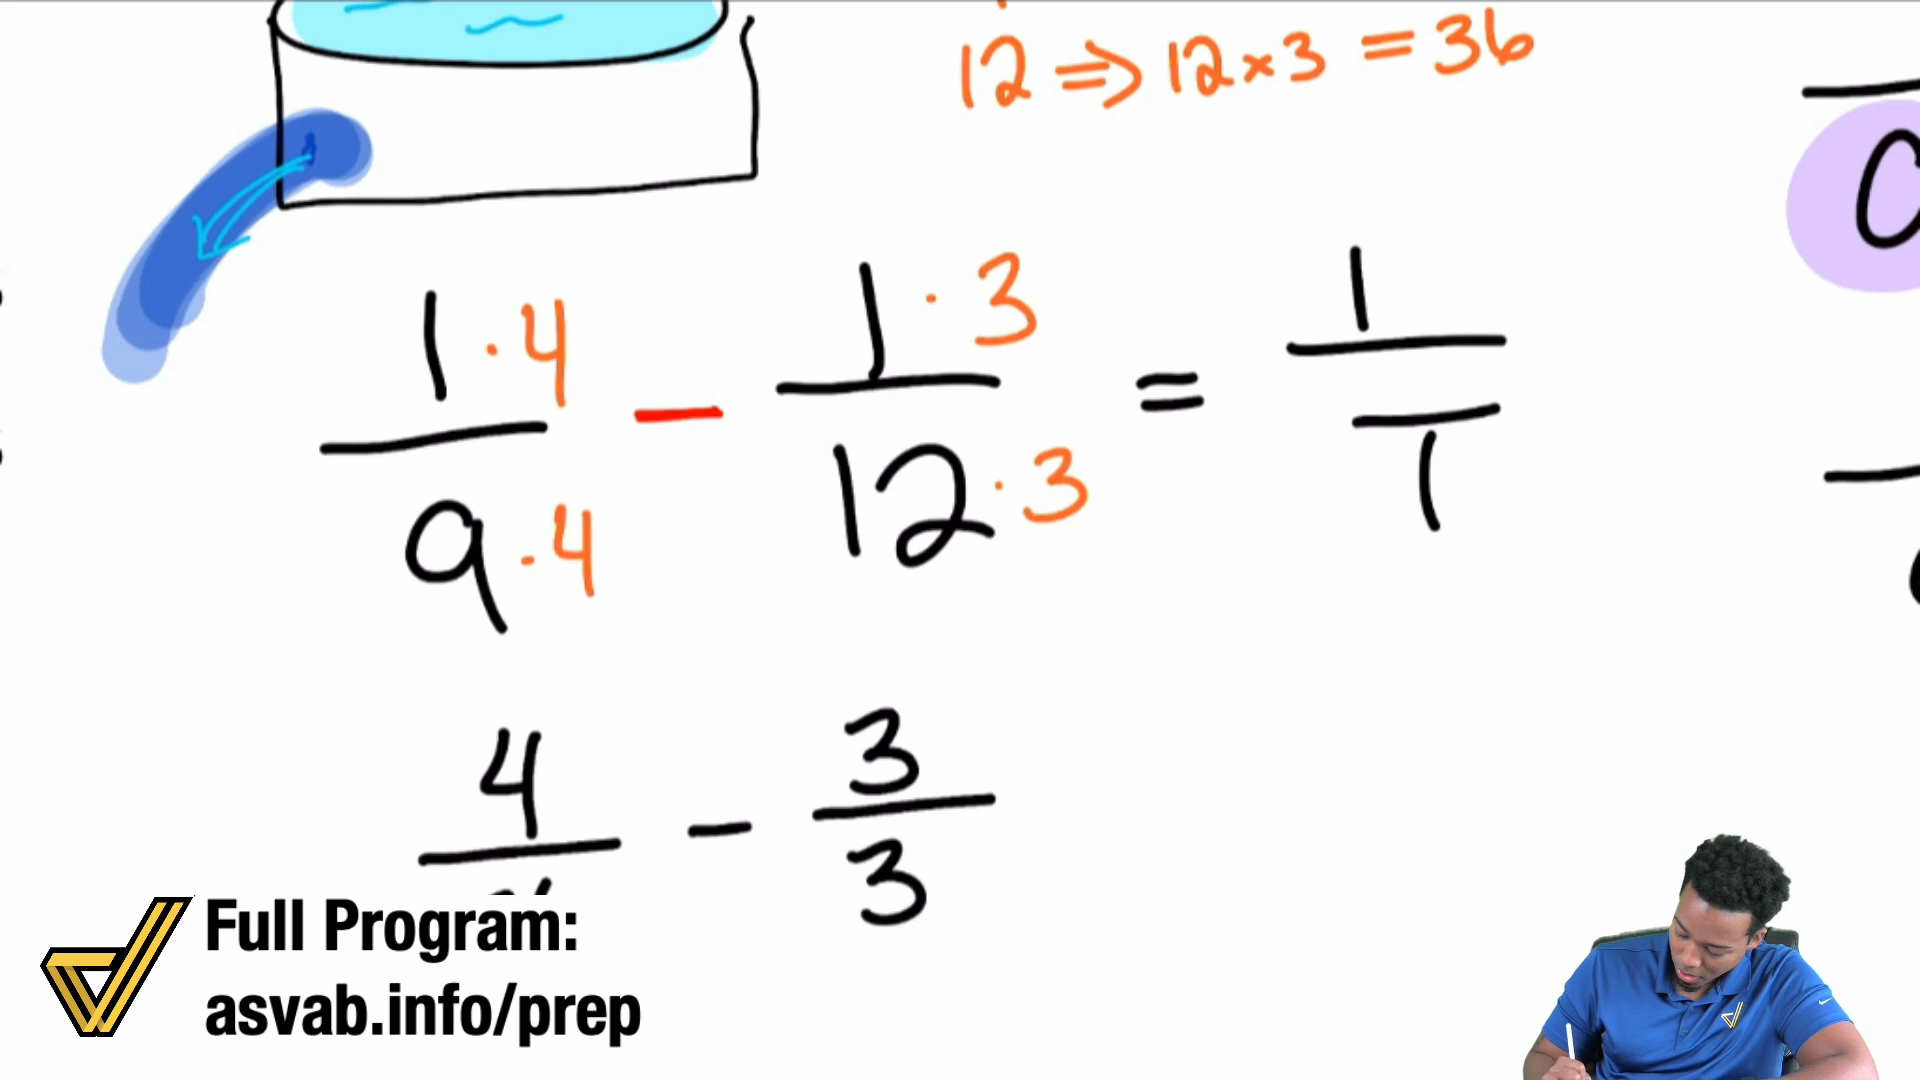 12 ⇒ 12 × 3 = 36
1 · 4 / 9 · 4 − 1 · 3 / 12 · 3 = 1 / 1
4 / − 3 / 3
Full Program:
asvab.info/prep